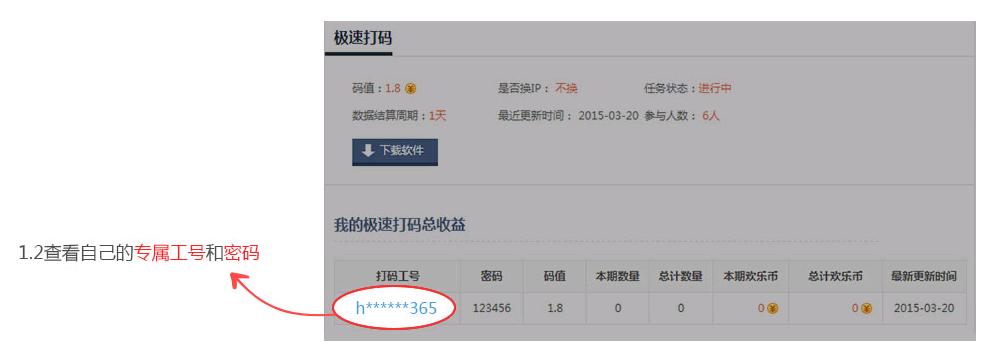 极速打码
码值：1.8 是否换IP： 不换 任务状态：进行中
数据结算周期：1天 最近更新时间： 2015-03-20 参与人数： 6人
下载软件
我的极速打码总收益
1.2查看自己的专属工号和密码
打码工号 密码 码值 本期数量 总计数量 本期欢乐币 总计欢乐币 最新更新时间
h******365 123456 1.8 0 0 0 0 2015-03-20